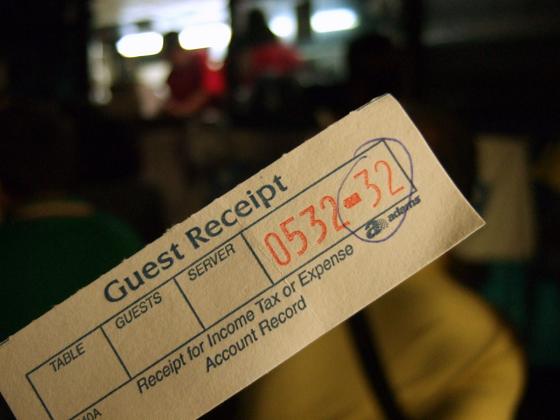 Guest Receipt
TABLE GUESTS SERVER 0532-32
adams
Receipt for Income Tax or Expense
Account Record